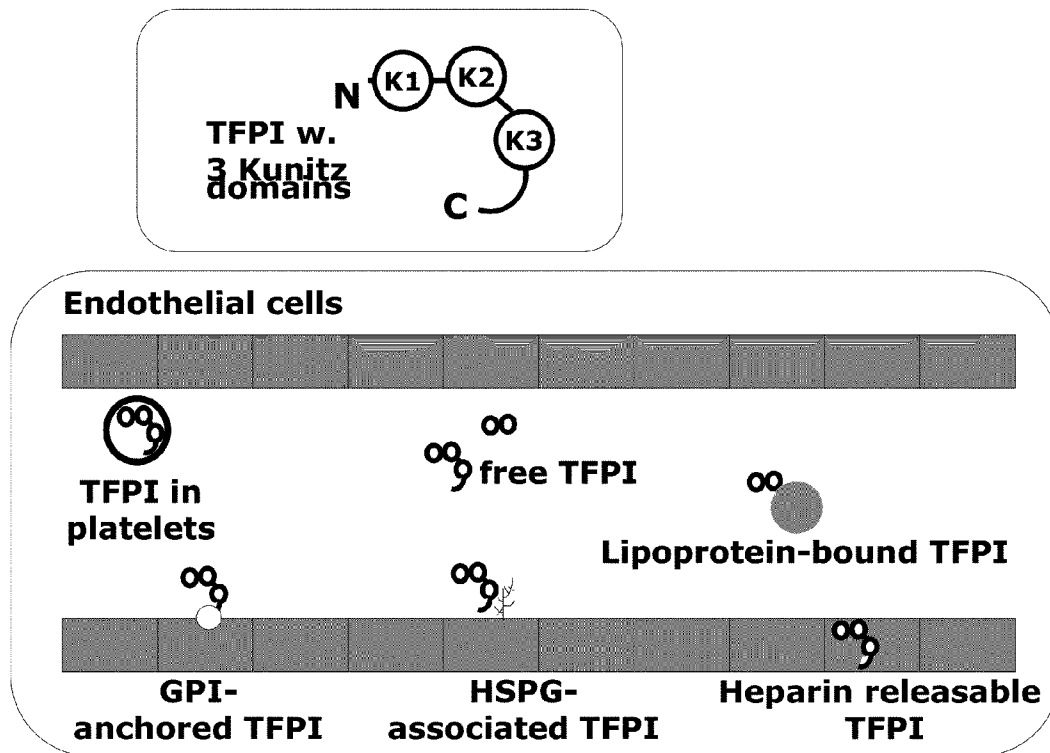 N
K1
K2
K3
C
TFPI w.
3 Kunitz
domains
Endothelial cells
TFPI in
platelets
free TFPI
Lipoprotein-bound TFPI
GPI-
anchored TFPI
HSPG-
associated TFPI
Heparin releasable
TFPI